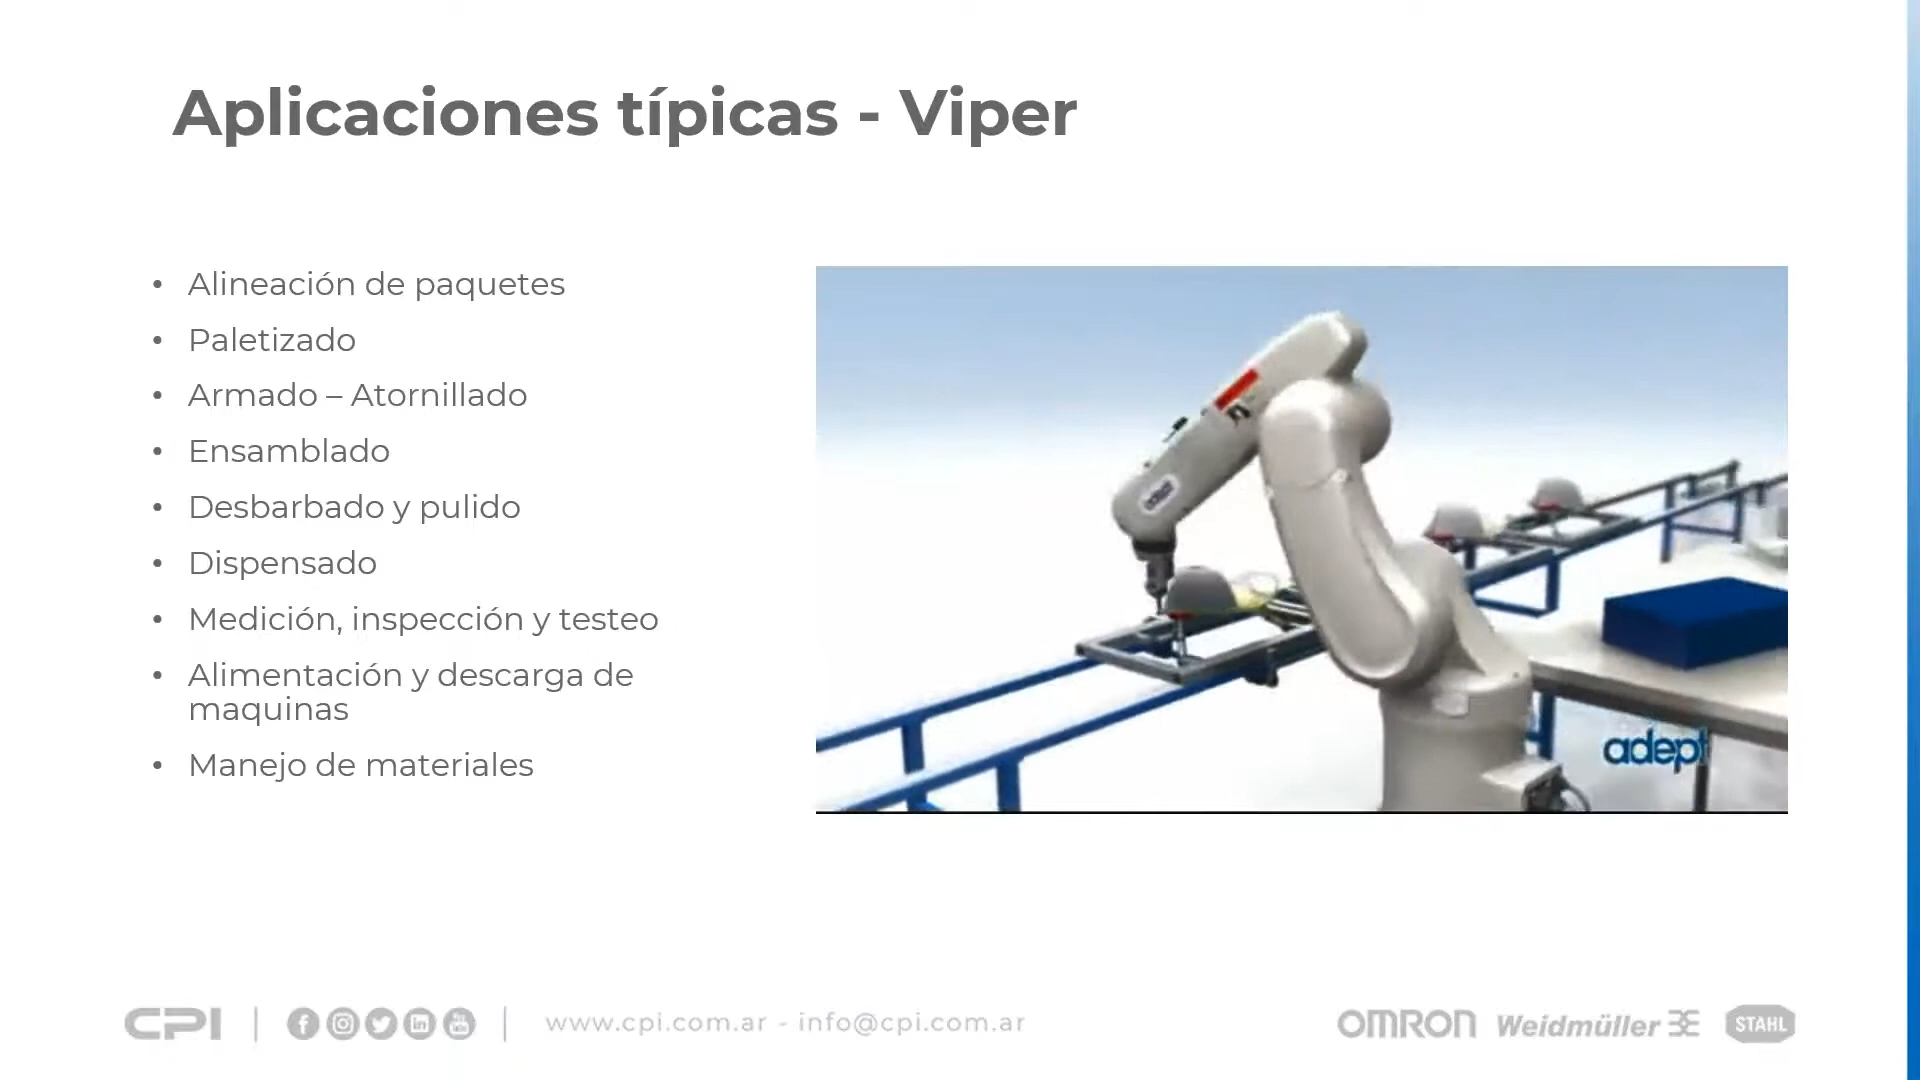 Aplicaciones típicas - Viper
• Alineación de paquetes
• Paletizado
• Armado – Atornillado
• Ensamblado
• Desbarbado y pulido
• Dispensado
• Medición, inspección y testeo
• Alimentación y descarga de
maquinas
• Manejo de materiales
adept
adept
CPI
www.cpi.com.ar - info@cpi.com.ar
OMRON
Weidmüller
STAHL